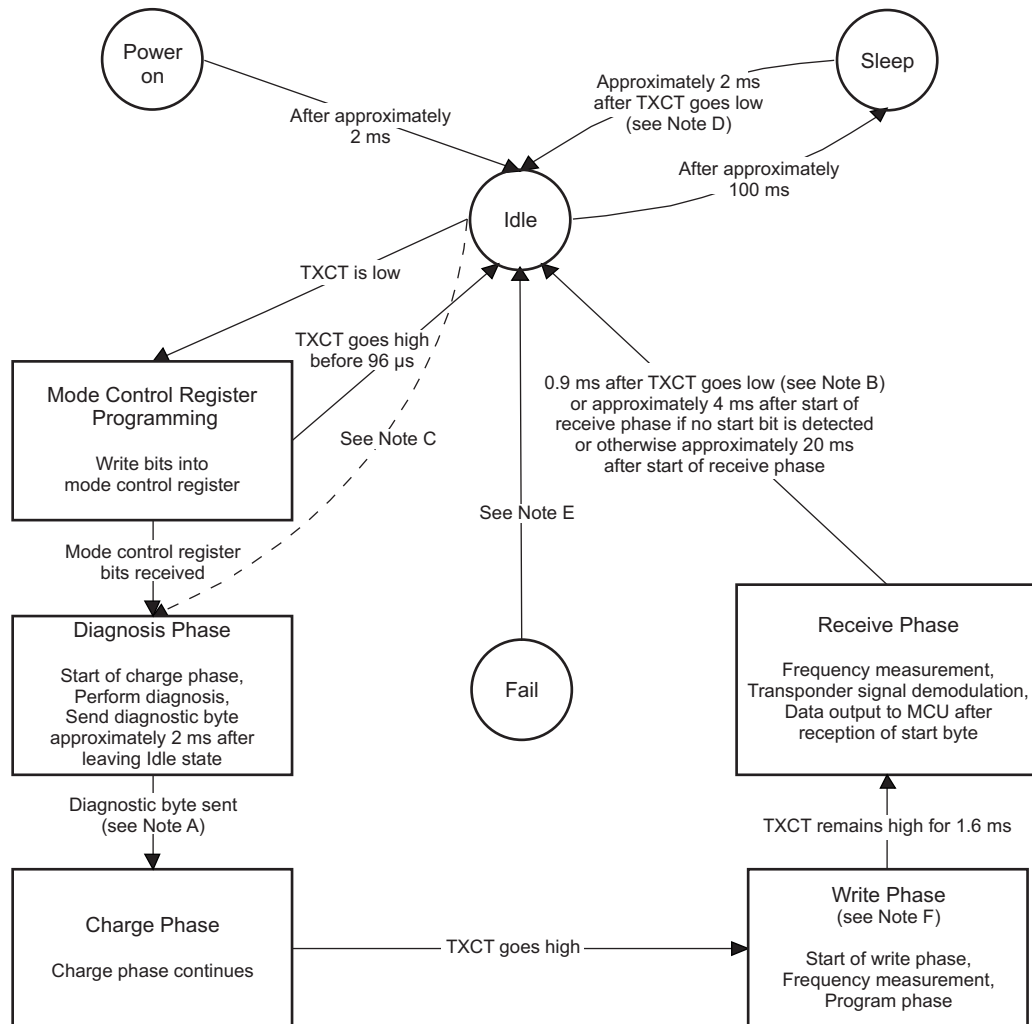 Power
on
Sleep
Approximately 2 ms
after TXCT goes low
(see Note D)
After approximately
2 ms
After approximately
100 ms
Idle
TXCT is low
TXCT goes high
before 96 µs
Mode Control Register
Programming
Write bits into
mode control register
0.9 ms after TXCT goes low (see Note B)
or approximately 4 ms after start of
receive phase if no start bit is detected
or otherwise approximately 20 ms
after start of receive phase
See Note C
See Note E
Mode control register
bits received
Diagnosis Phase
Start of charge phase,
Perform diagnosis,
Send diagnostic byte
approximately 2 ms after
leaving Idle state
Fail
Receive Phase
Frequency measurement,
Transponder signal demodulation,
Data output to MCU after
reception of start byte
Diagnostic byte sent
(see Note A)
TXCT remains high for 1.6 ms
Charge Phase
Charge phase continues
TXCT goes high
Write Phase
(see Note F)
Start of write phase,
Frequency measurement,
Program phase